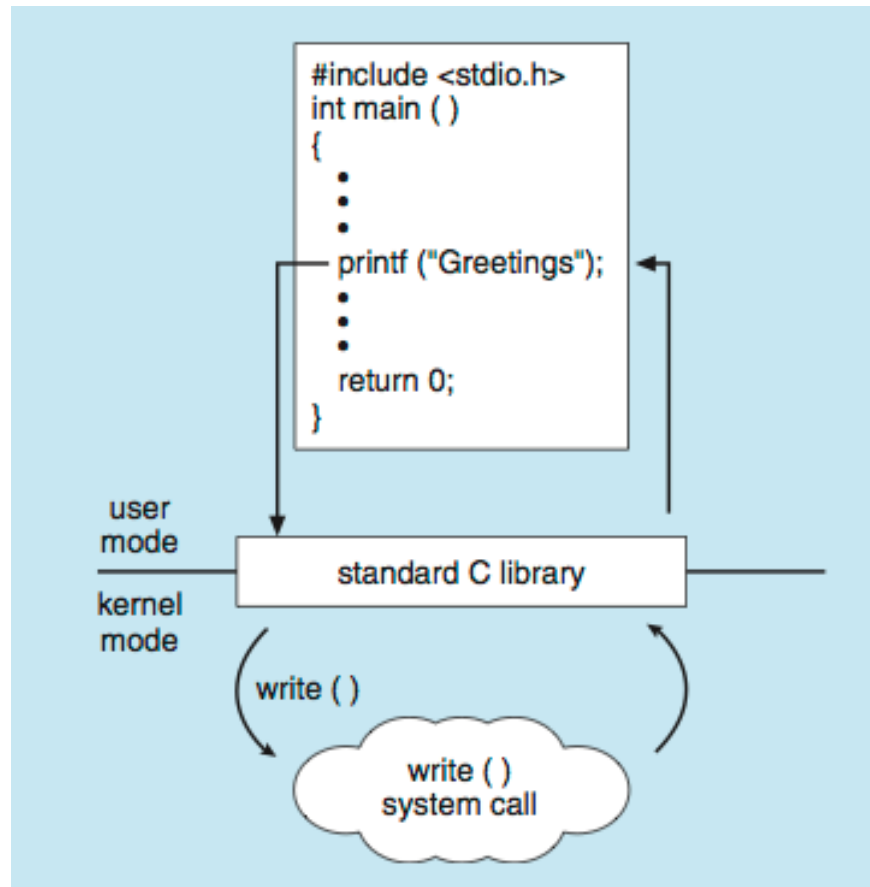 #include <stdio.h>
int main ( )
{
•
•
•
printf ("Greetings");
•
•
•
return 0;
}
user
mode
standard C library
kernel
mode
write ( )
write ( )
system call